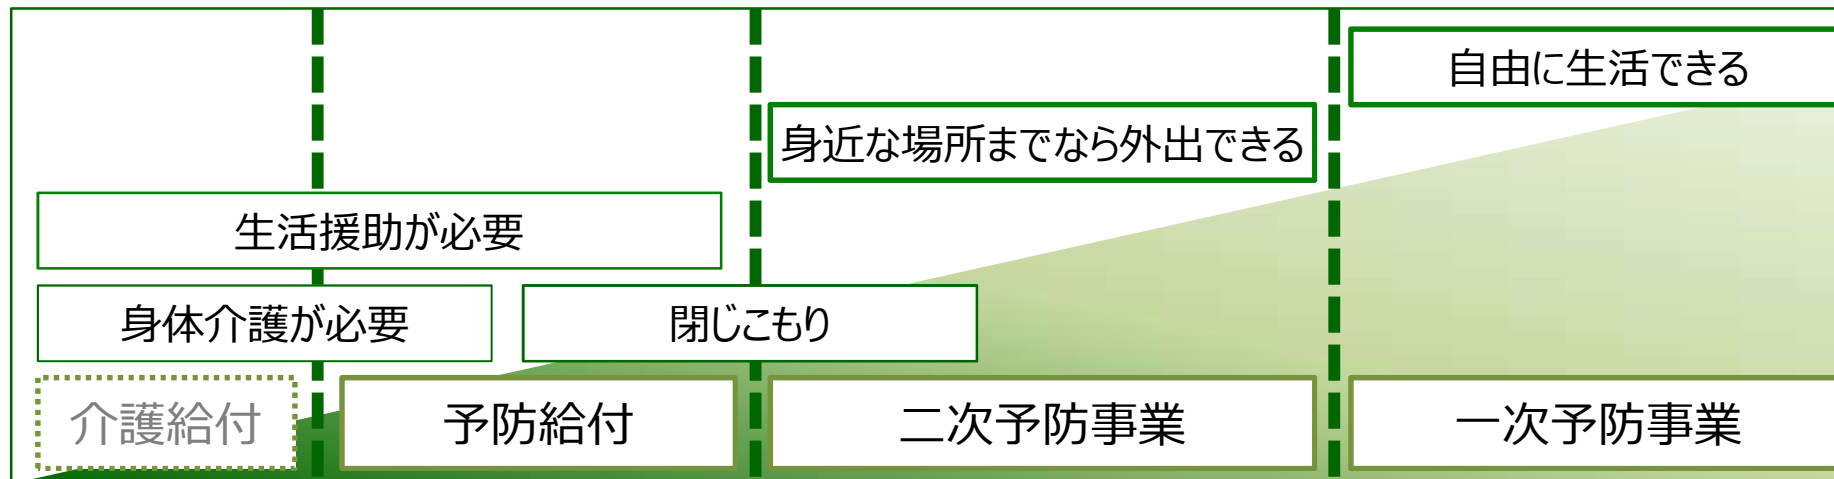 自由に生活できる
身近な場所までなら外出できる
生活援助が必要
身体介護が必要
閉じこもり
介護給付
予防給付
二次予防事業
一次予防事業